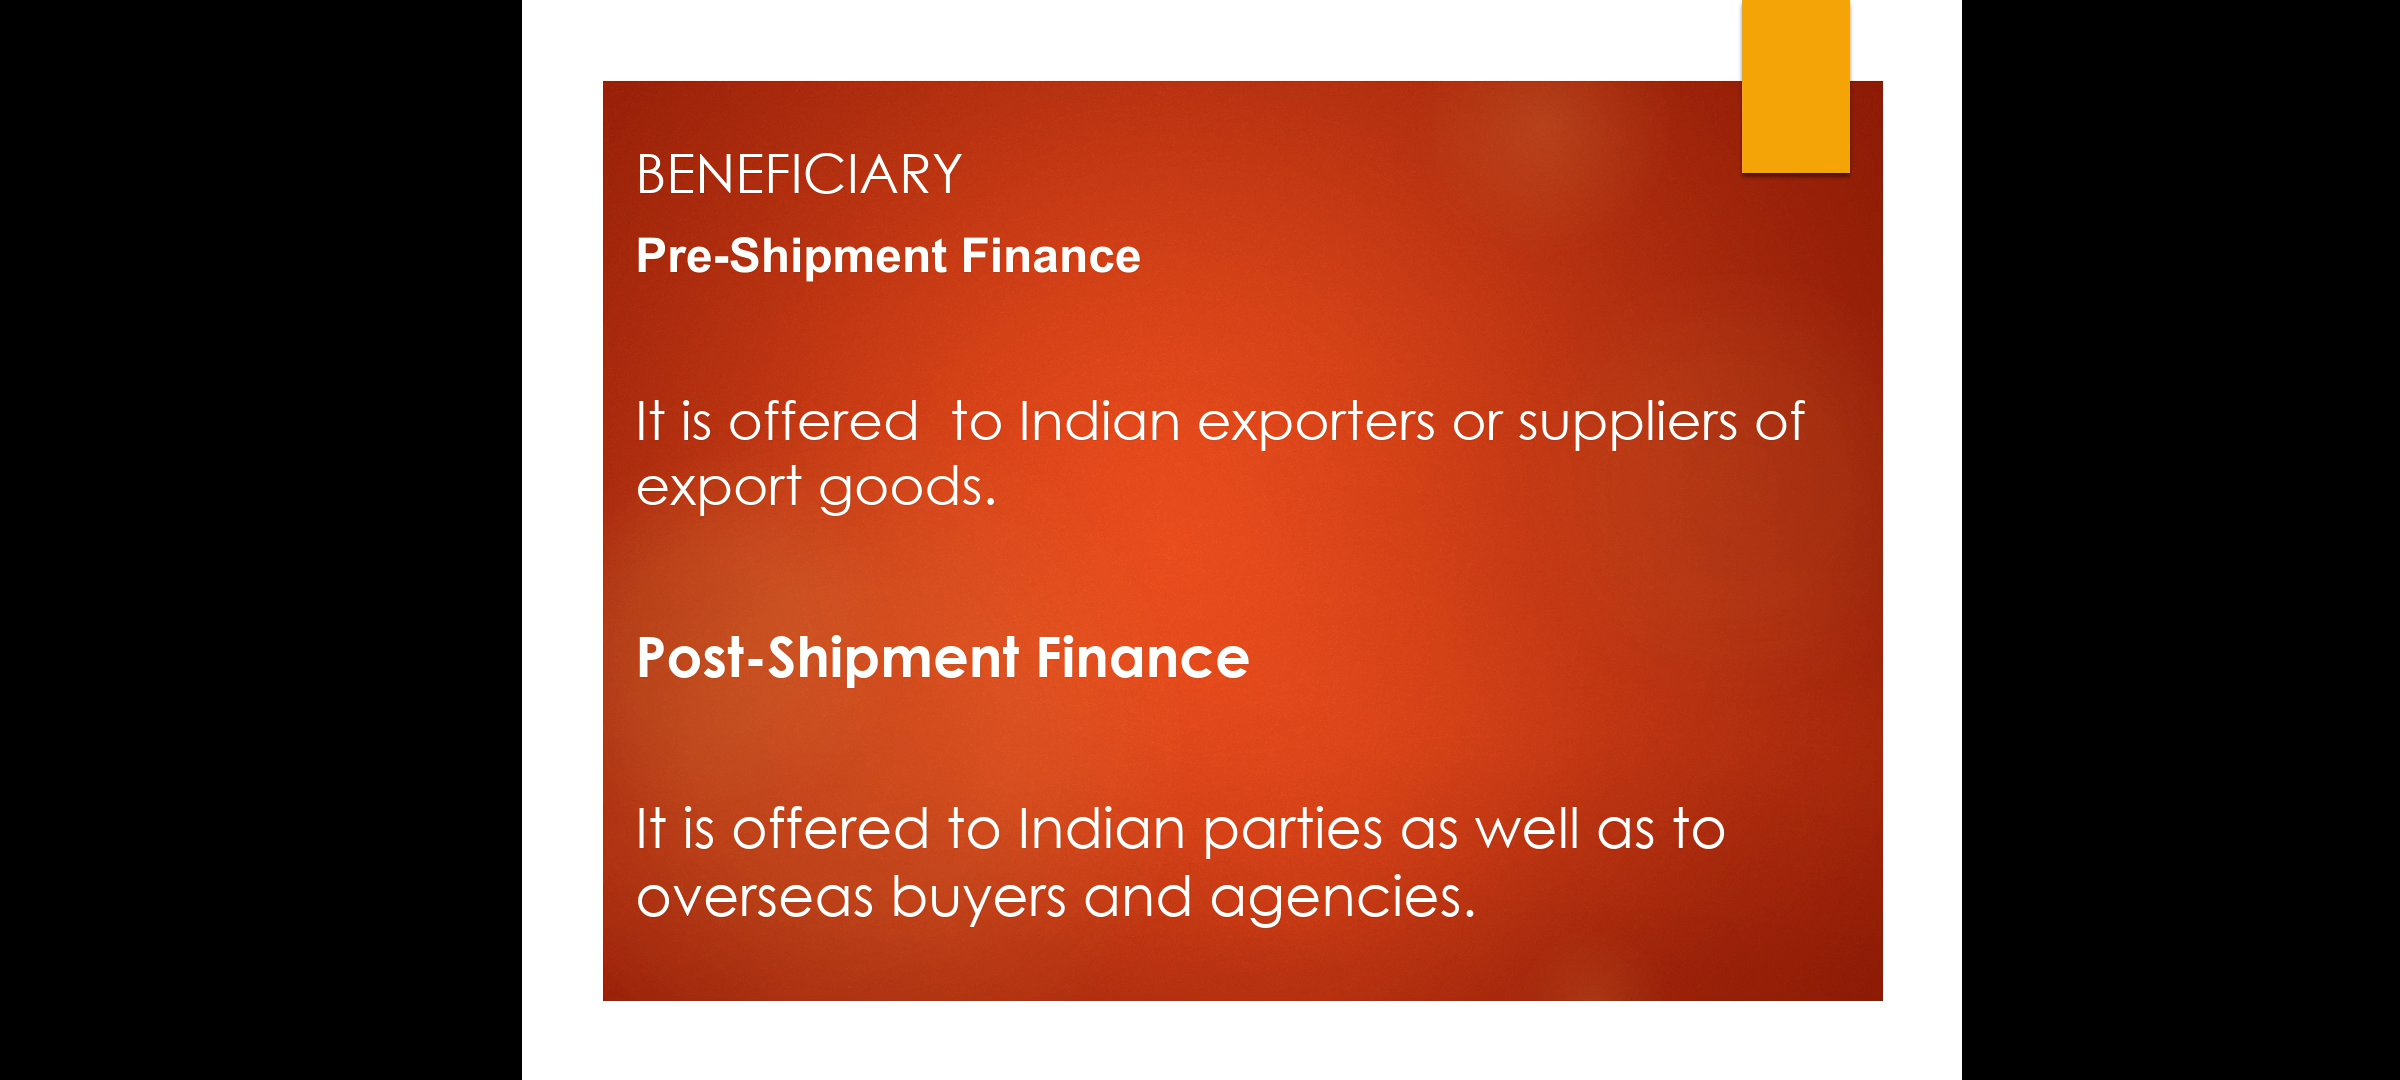 BENEFICIARY
Pre-Shipment Finance
It is offered  to Indian exporters or suppliers of
export goods.
Post-Shipment Finance
It is offered to Indian parties as well as to
overseas buyers and agencies.